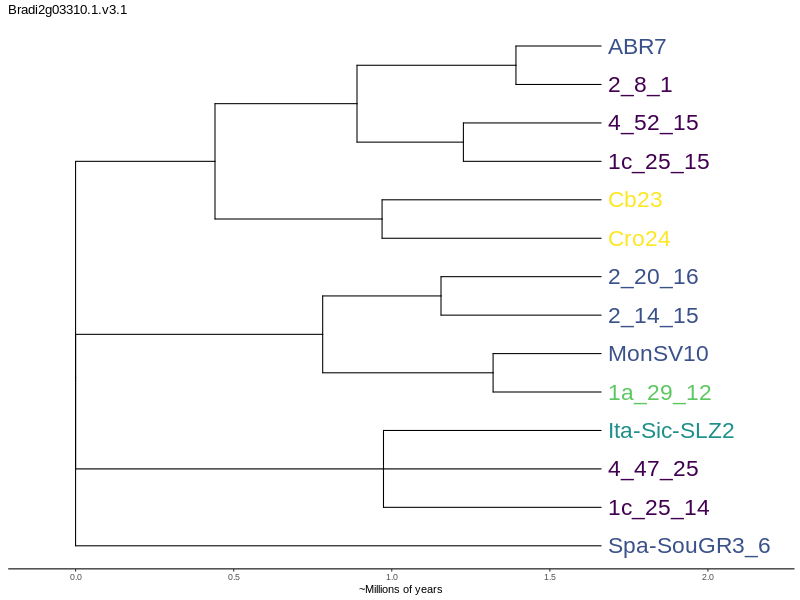 Bradi2g03310.1.v3.1
ABR7
2_8_1
4_52_15
1c_25_15
Cb23
Cro24
2_20_16
2_14_15
MonSV10
1a_29_12
Ita-Sic-SLZ2
4_47_25
1c_25_14
Spa-SouGR3_6
0.0 0.5 1.0 1.5 2.0
~Millions of years